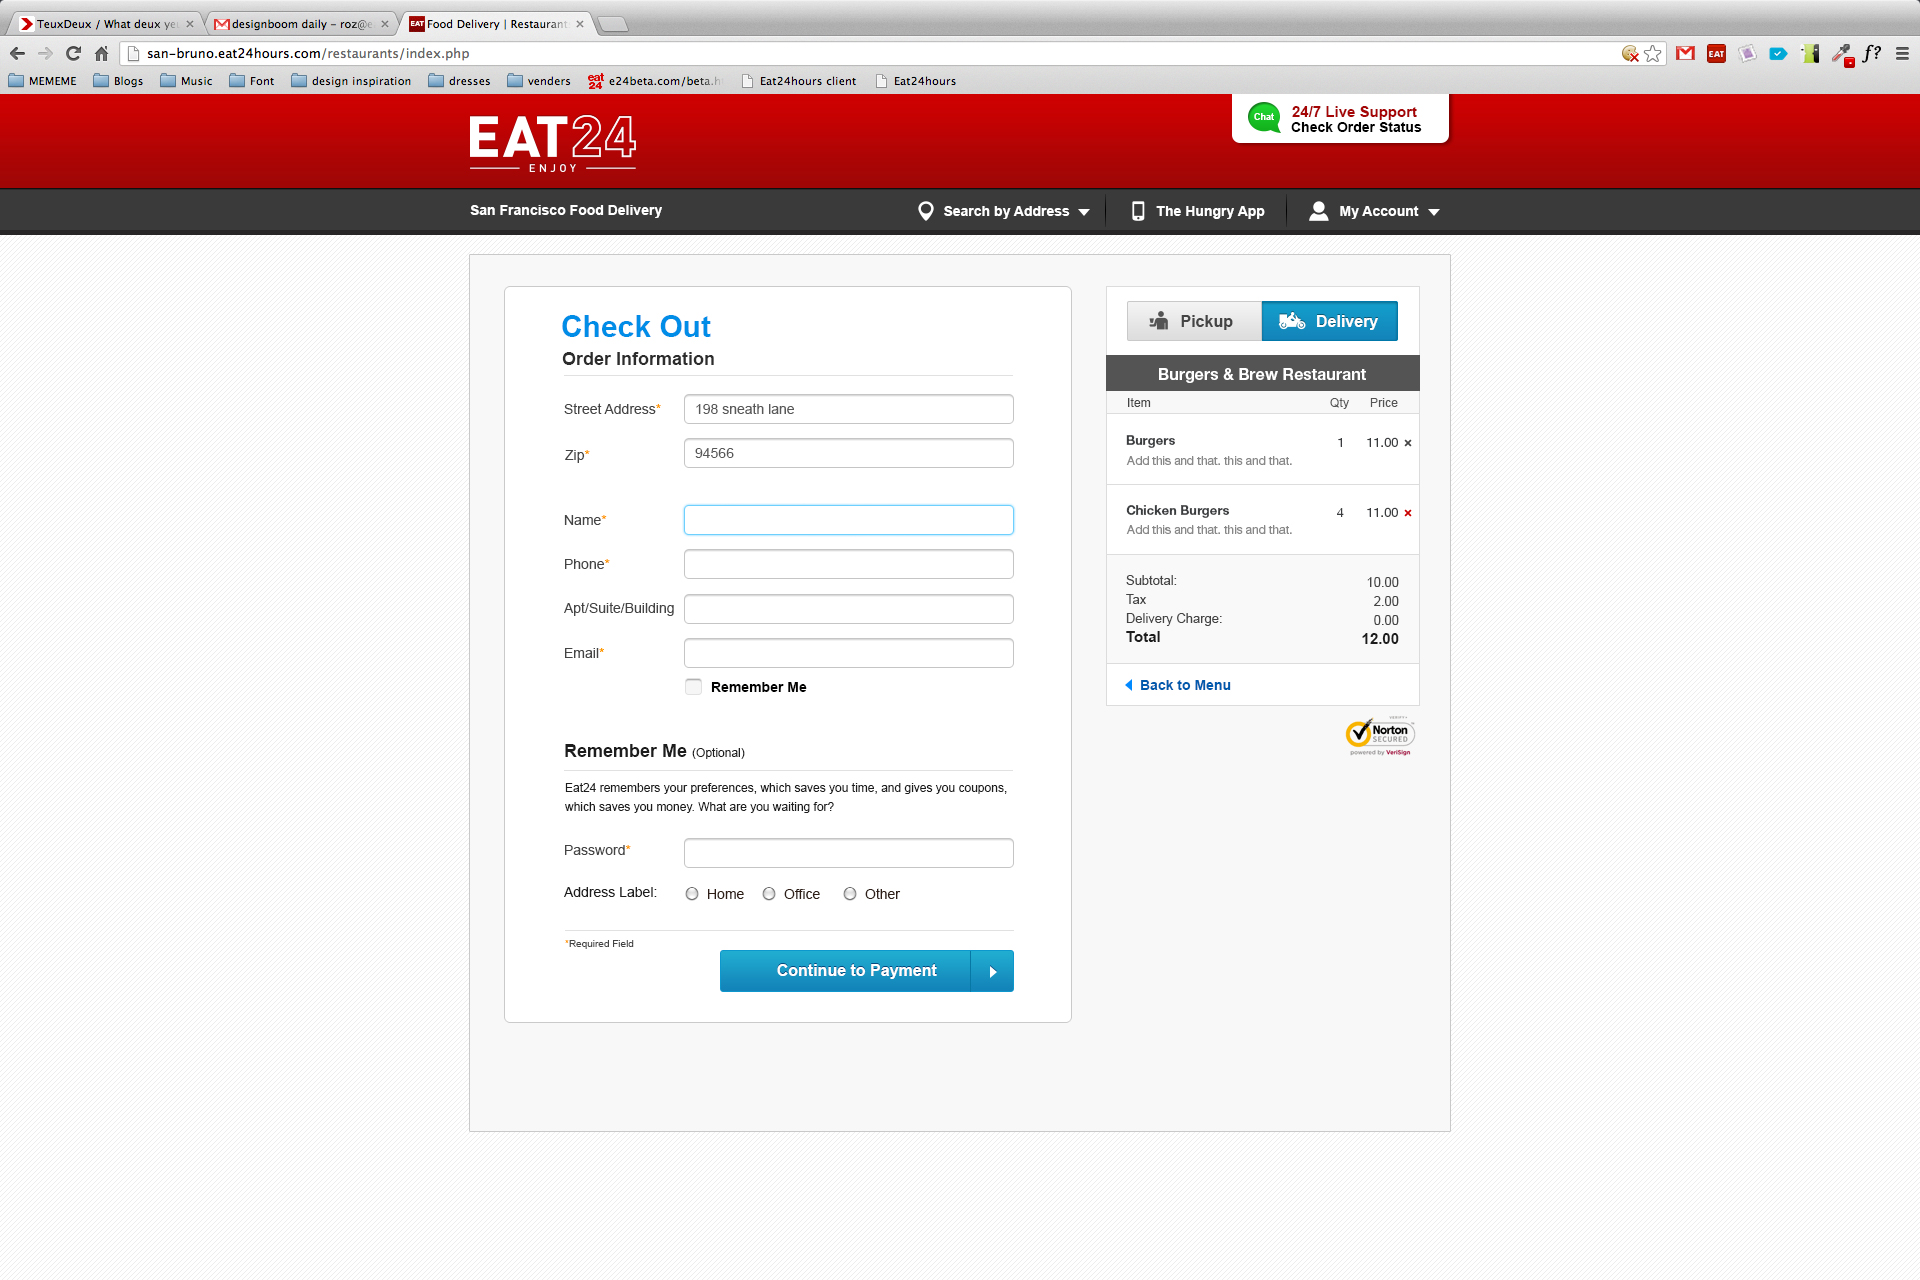 TeuxDeux / What deux ye
designboom daily – roz@e
EAT Food Delivery | Restaurant
san-bruno.eat24hours.com/restaurants/index.php
EAT
f?
MEMEME Blogs Music Font design inspiration dresses venders eat 24 e24beta.com/beta.h Eat24hours client Eat24hours
EAT24
ENJOY
Chat
24/7 Live Support
Check Order Status
San Francisco Food Delivery
Search by Address
The Hungry App
My Account
Check Out
Order Information
Street Address* 198 sneath lane
Zip* 94566
Name*
Phone*
Apt/Suite/Building
Email*
Remember Me
Remember Me (Optional)
Eat24 remembers your preferences, which saves you time, and gives you coupons,
which saves you money. What are you waiting for?
Password*
Address Label: Home Office Other
*Required Field
Continue to Payment
Pickup Delivery
Burgers & Brew Restaurant
Item Qty Price
Burgers 1 11.00 ×
Add this and that. this and that.
Chicken Burgers 4 11.00 ×
Add this and that. this and that.
Subtotal: 10.00
Tax 2.00
Delivery Charge: 0.00
Total 12.00
Back to Menu
Norton
SECURED
powered by VeriSign